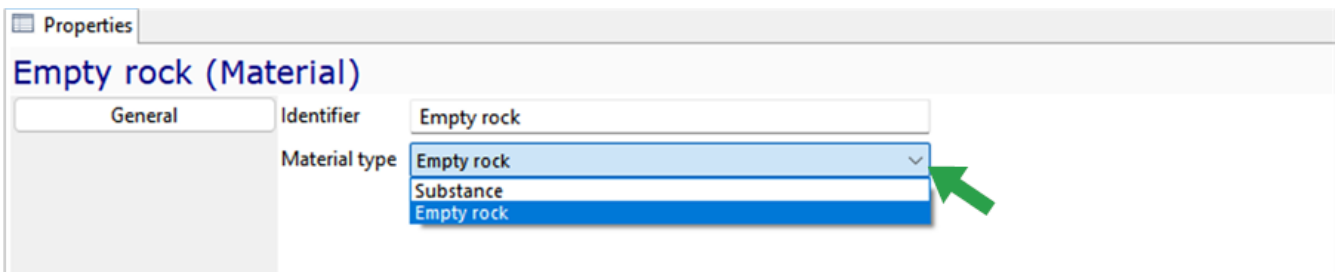 Properties
Empty rock (Material)
General
Identifier
Empty rock
Material type
Empty rock
Substance
Empty rock